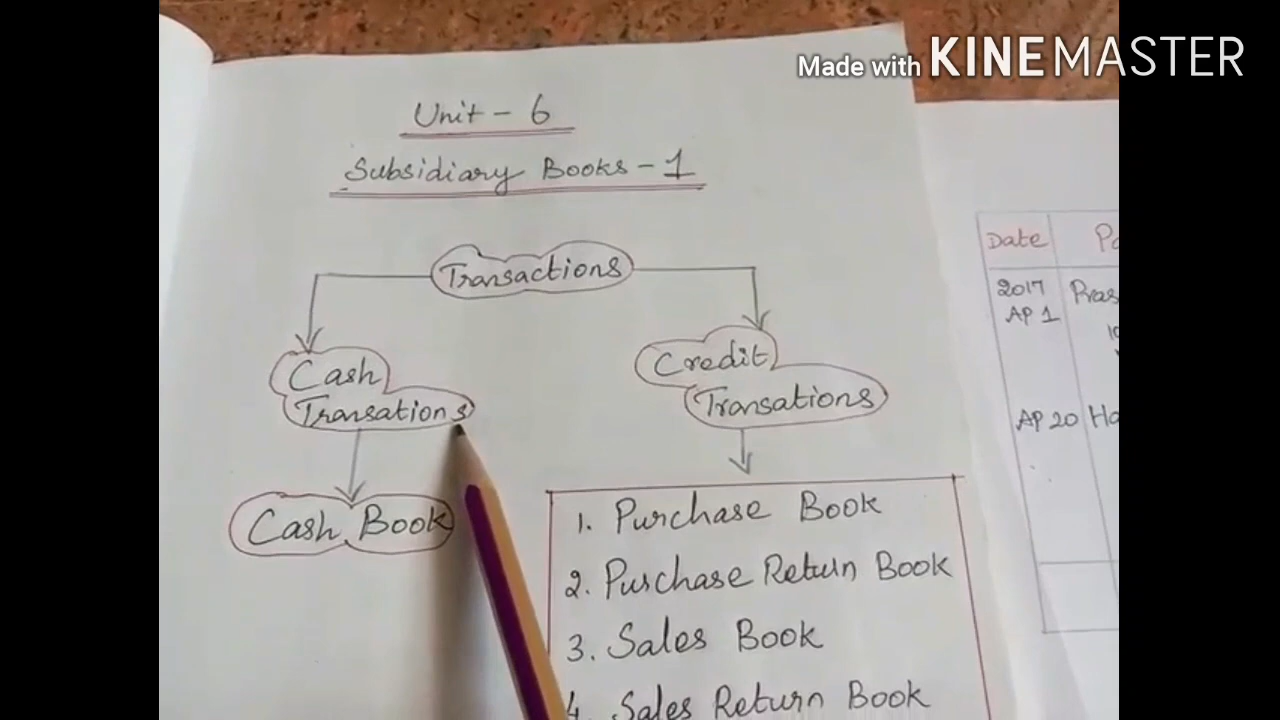 Made with KINEMASTER
Unit - 6
Subsidiary Books - 1
Transactions
Cash
Transations
Cash Book
Credit
Transations
1. Purchase Book
2. Purchase Return Book
3. Sales Book
4. Sales Return Book
Date
2017
AP 1
AP 20